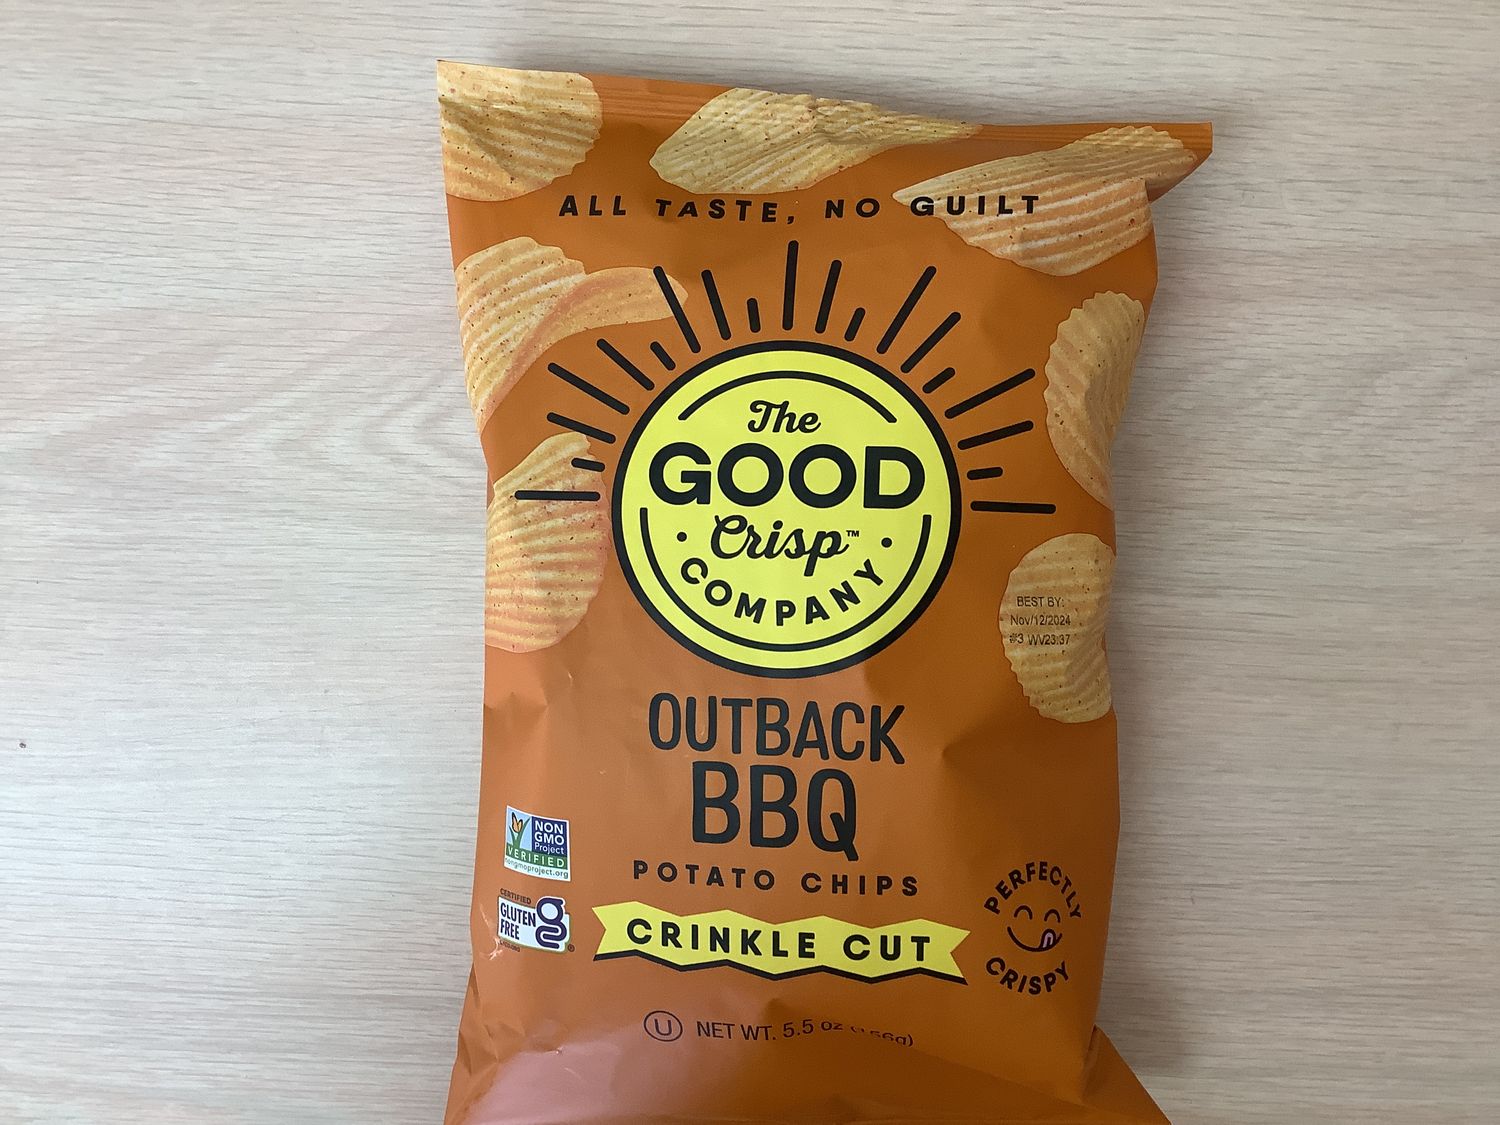 ALL TASTE, NO GUILT
The
GOOD
Crisp™
COMPANY
BEST BY:
Nov/12/2024
#3 WV23:37
OUTBACK
BBQ
POTATO CHIPS
CRINKLE CUT
NON
GMO
Project
VERIFIED
nongmoproject.org
CERTIFIED
GLUTEN
FREE
PERFECTLY
CRISPY
U NET WT. 5.5 oz (156g)